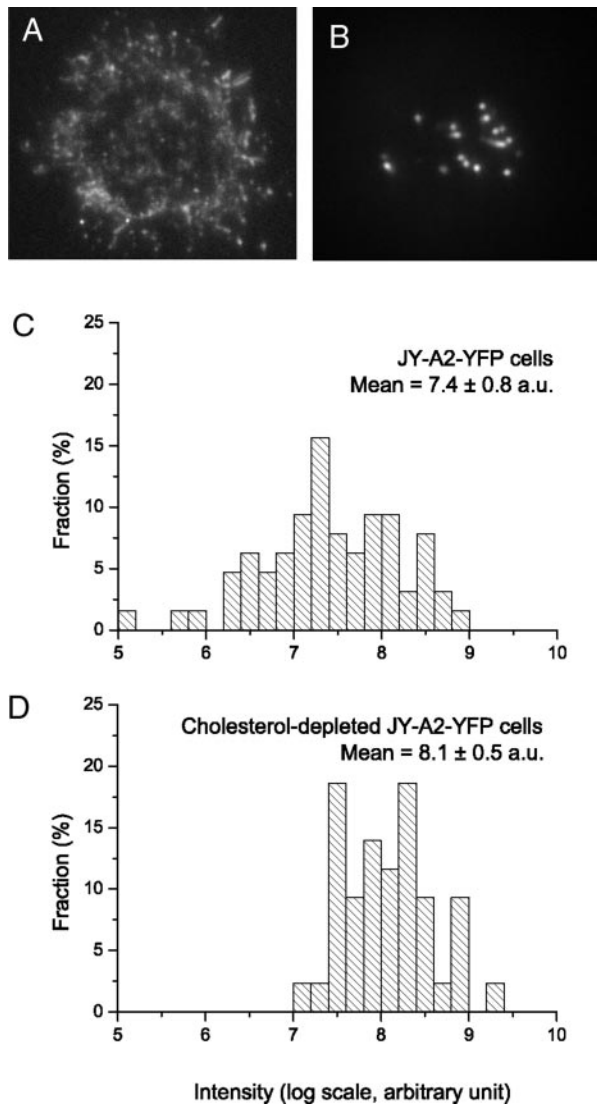 A
B
C
JY-A2-YFP cells
Mean = 7.4 ± 0.8 a.u.
25
20
15
10
5
0
Fraction (%)
5 6 7 8 9 10
D
Cholesterol-depleted JY-A2-YFP cells
Mean = 8.1 ± 0.5 a.u.
25
20
15
10
5
0
Fraction (%)
5 6 7 8 9 10
Intensity (log scale, arbitrary unit)